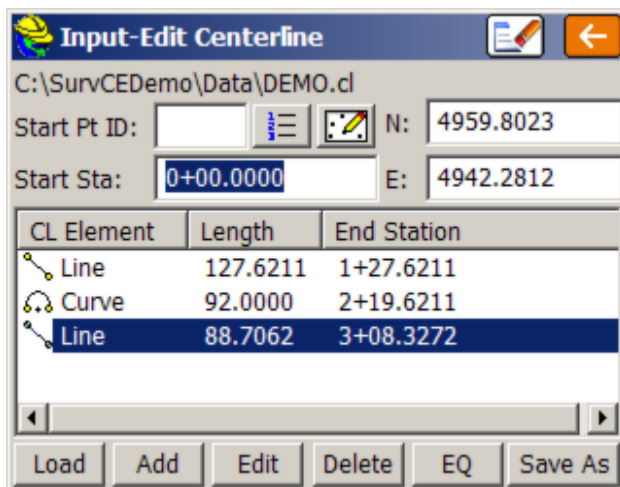 Input-Edit Centerline
C:\SurvCEDemo\Data\DEMO.cl
Start Pt ID: N: 4959.8023
Start Sta: 0+00.0000 E: 4942.2812
CL Element Length End Station
Line 127.6211 1+27.6211
Curve 92.0000 2+19.6211
Line 88.7062 3+08.3272
Load Add Edit Delete EQ Save As